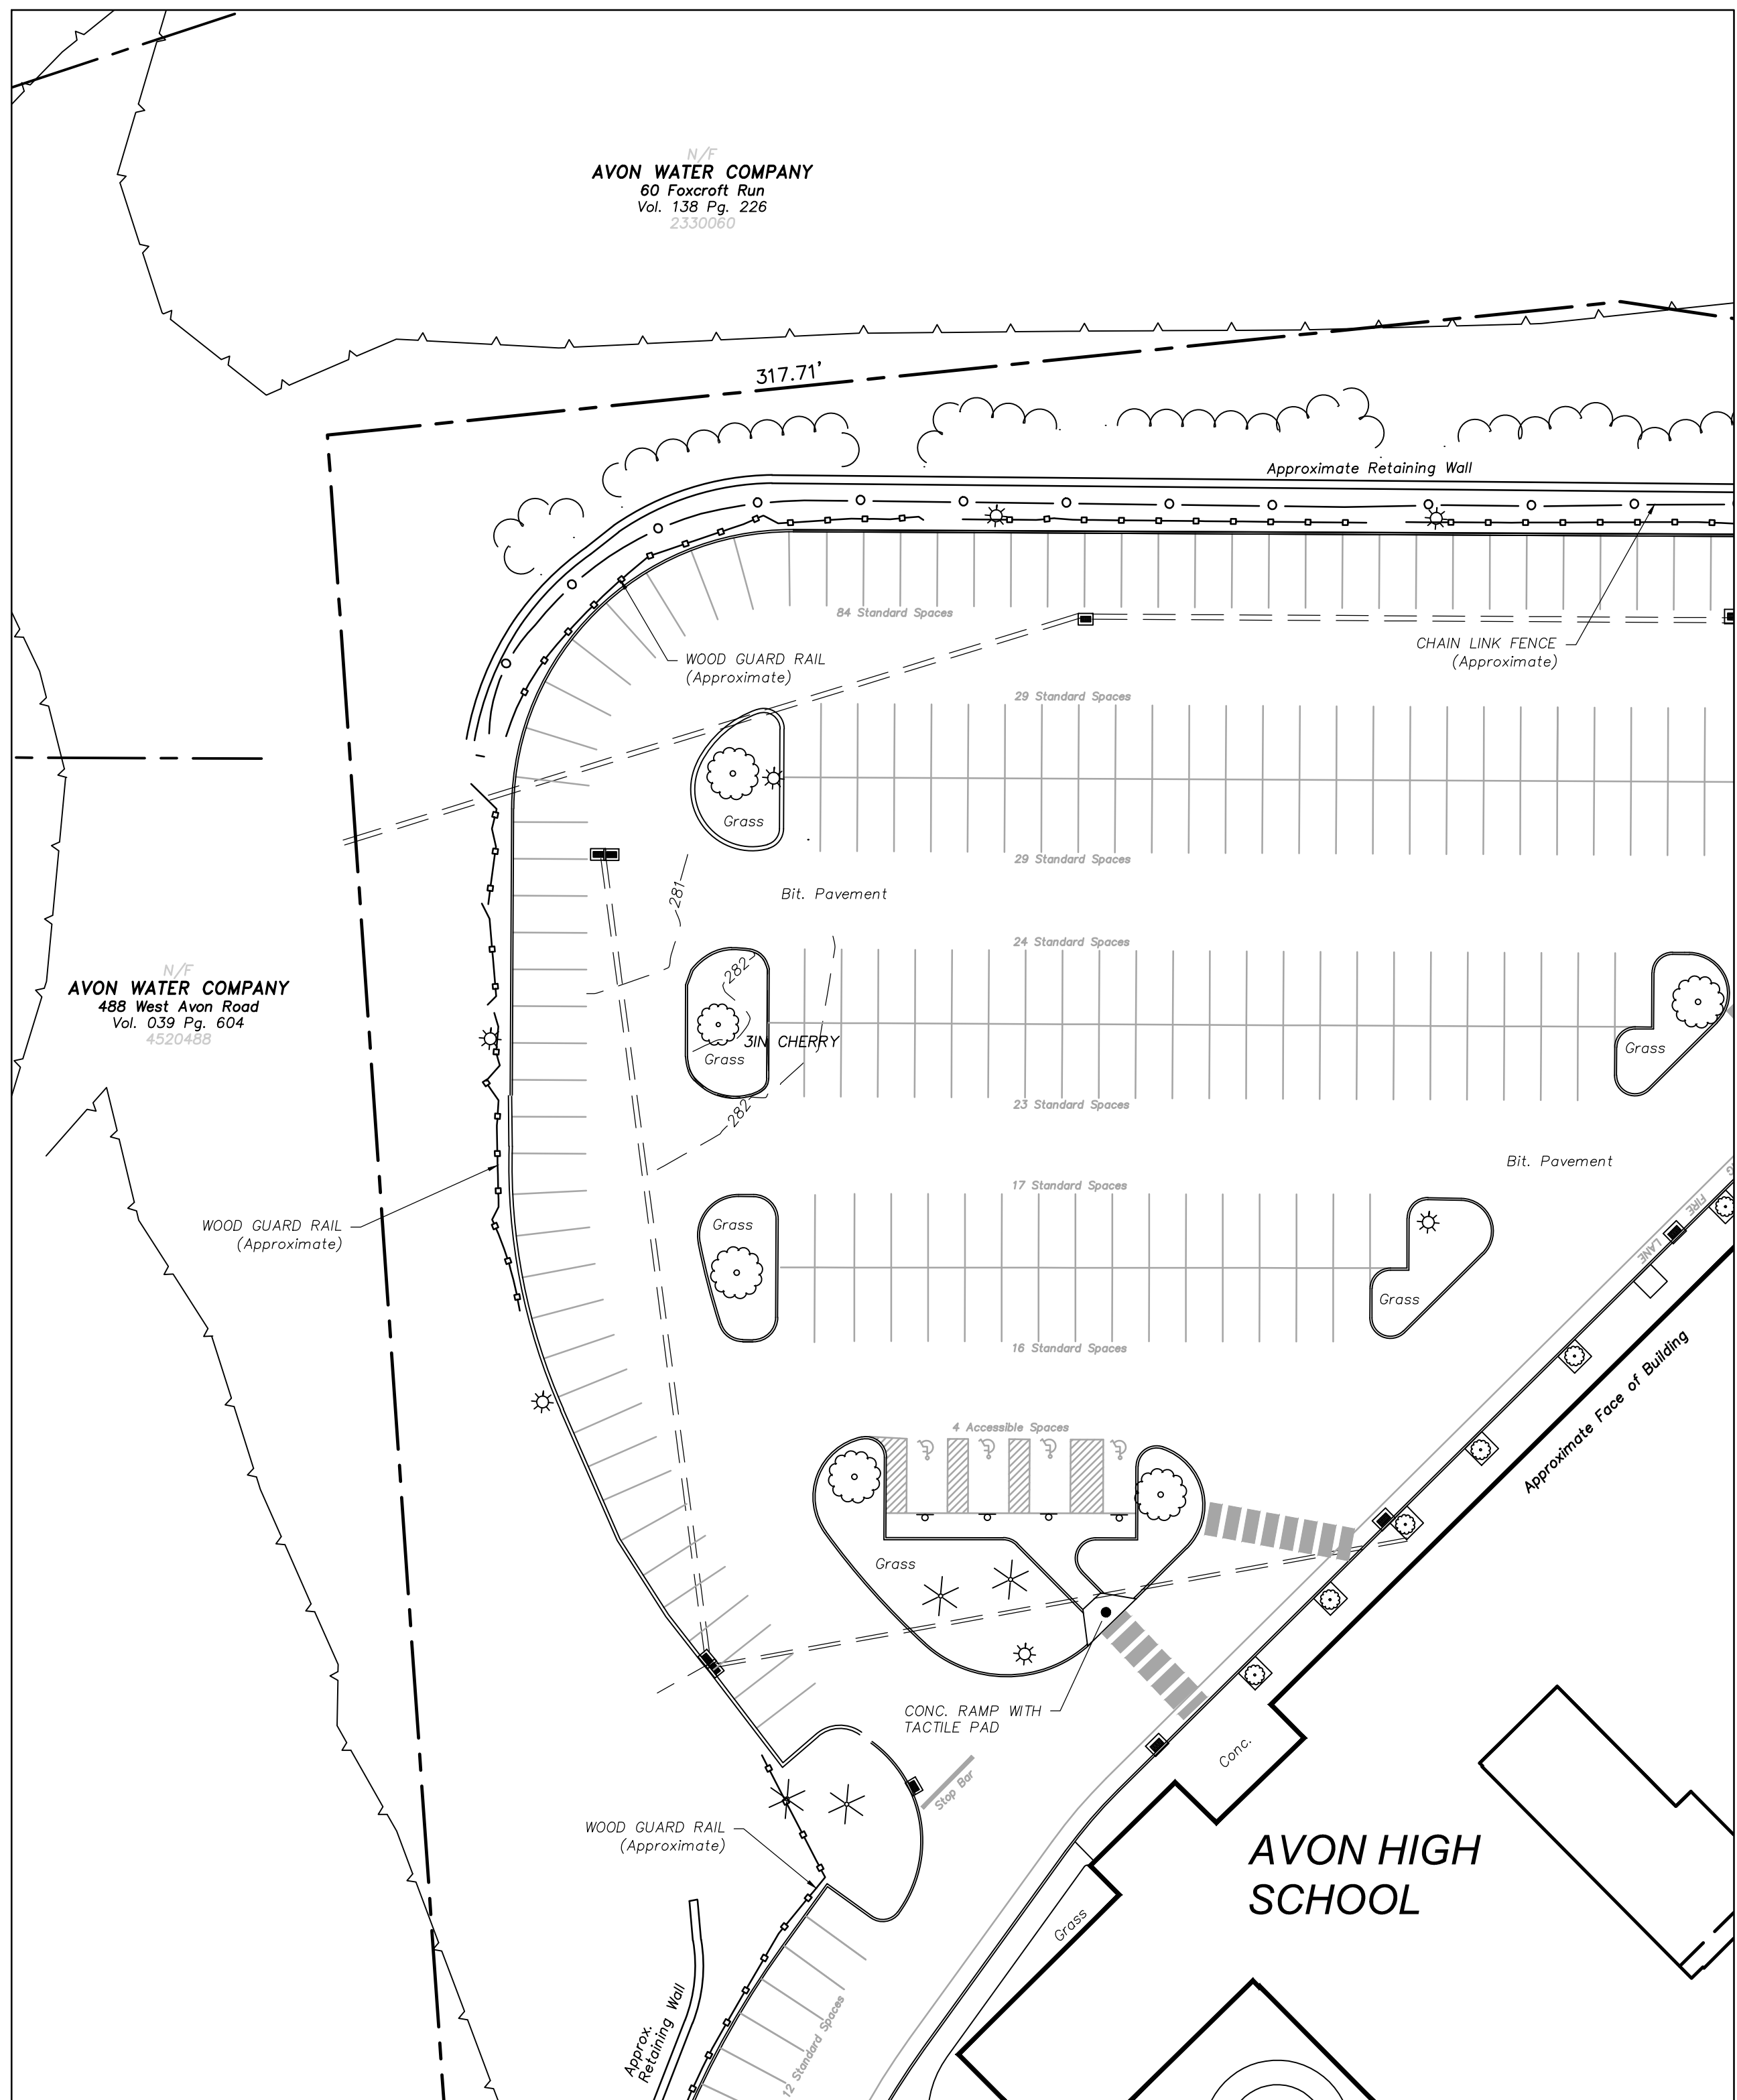 N/F
AVON WATER COMPANY
60 Foxcroft Run
Vol. 138 Pg. 226
2330060
317.71'
Approximate Retaining Wall
84 Standard Spaces
WOOD GUARD RAIL
(Approximate)
CHAIN LINK FENCE
(Approximate)
29 Standard Spaces
Grass
29 Standard Spaces
281
Bit. Pavement
24 Standard Spaces
282
N/F
AVON WATER COMPANY
488 West Avon Road
Vol. 039 Pg. 604
4520488
3IN CHERRY
Grass
Grass
23 Standard Spaces
282
Bit. Pavement
17 Standard Spaces
FIRE
LANE
WOOD GUARD RAIL
(Approximate)
Grass
Grass
16 Standard Spaces
Approximate Face of Building
4 Accessible Spaces
Grass
CONC. RAMP WITH
TACTILE PAD
Conc.
Stop Bar
WOOD GUARD RAIL
(Approximate)
AVON HIGH
SCHOOL
Grass
Approx.
Retaining Wall
12 Standard Spaces